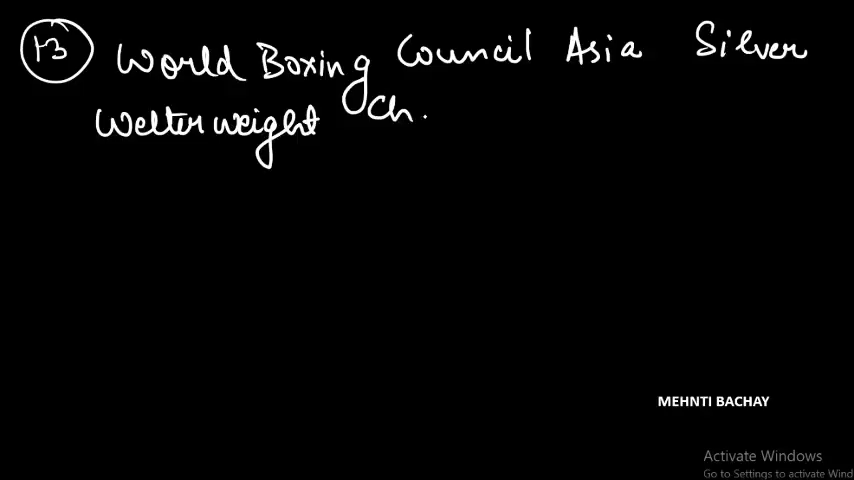 13 World Boxing Council Asia Silver
Welterweight Ch.
MEHNTI BACHAY
Activate Windows
Go to Settings to activate Wind